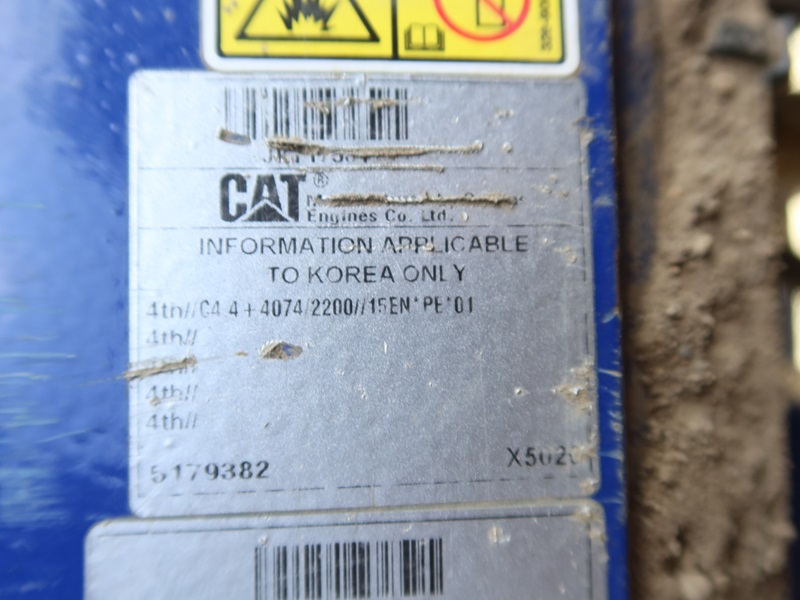 CAT®
Engines Co. Ltd.
INFORMATION APPLICABLE
TO KOREA ONLY
4th// C4.4 + 4074/2200//15EN*PE*01
4th//
4th//
4th//
4th//
5179382